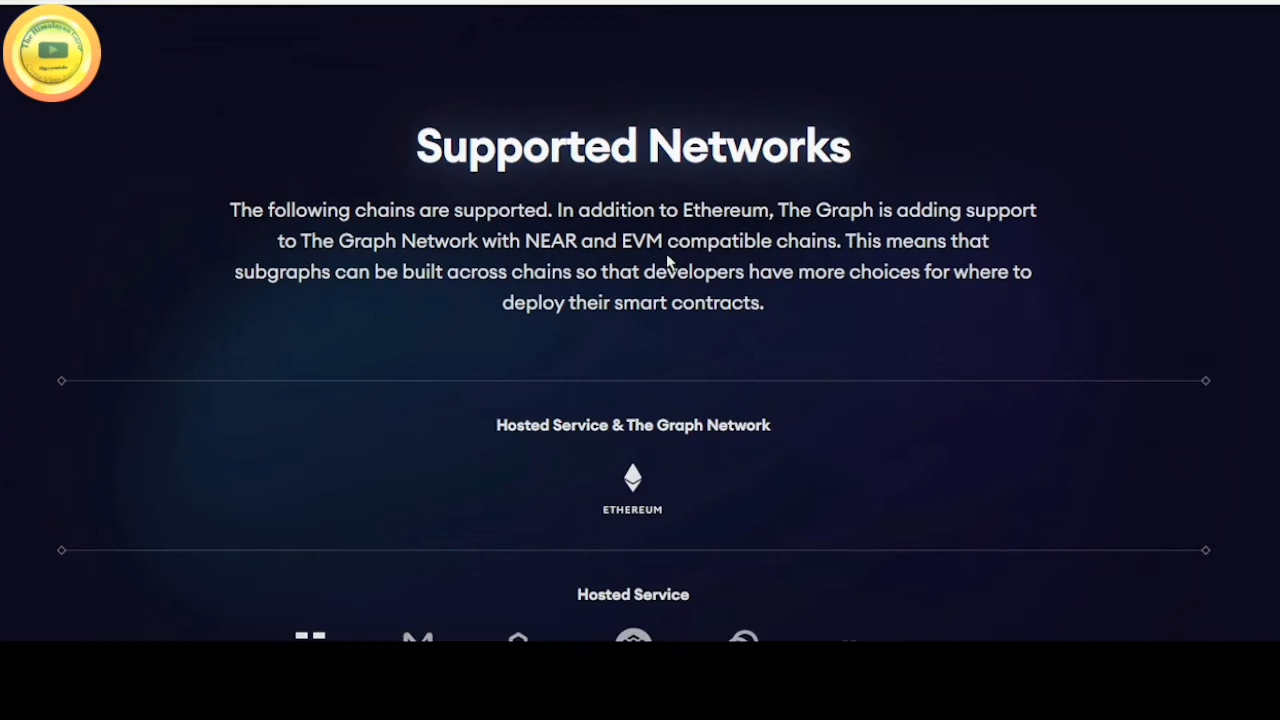 The Himalayan
Supported Networks
The following chains are supported. In addition to Ethereum, The Graph is adding support
to The Graph Network with NEAR and EVM compatible chains. This means that
subgraphs can be built across chains so that developers have more choices for where to
deploy their smart contracts.
Hosted Service & The Graph Network
ETHEREUM
Hosted Service